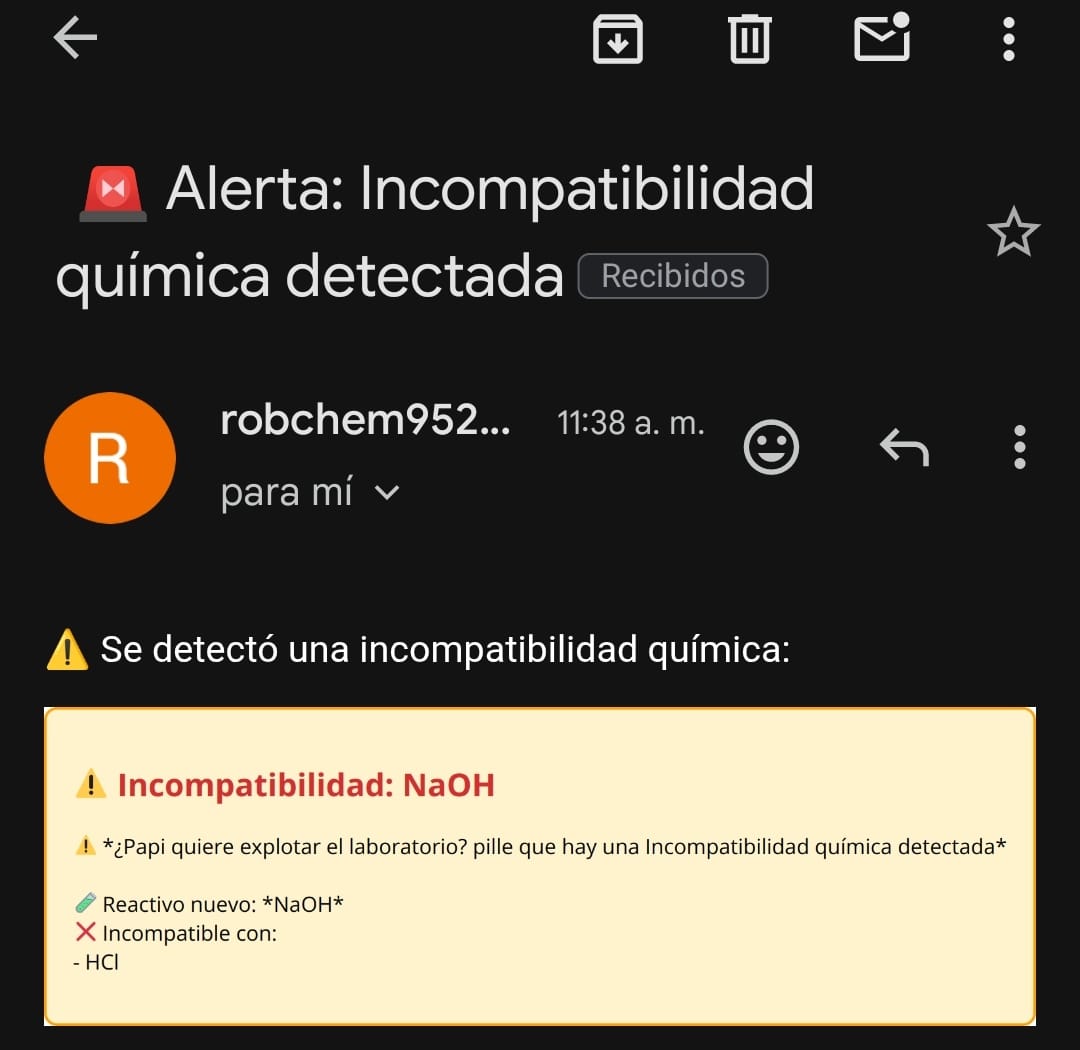 🚨 Alerta: Incompatibilidad
química detectada Recibidos
R
robchem952... 11:38 a. m.
para mí
⚠️ Se detectó una incompatibilidad química:
⚠️ Incompatibilidad: NaOH
⚠️ *¿Papi quiere explotar el laboratorio? pille que hay una Incompatibilidad química detectada*
🧪 Reactivo nuevo: *NaOH*
❌ Incompatible con:
- HCl